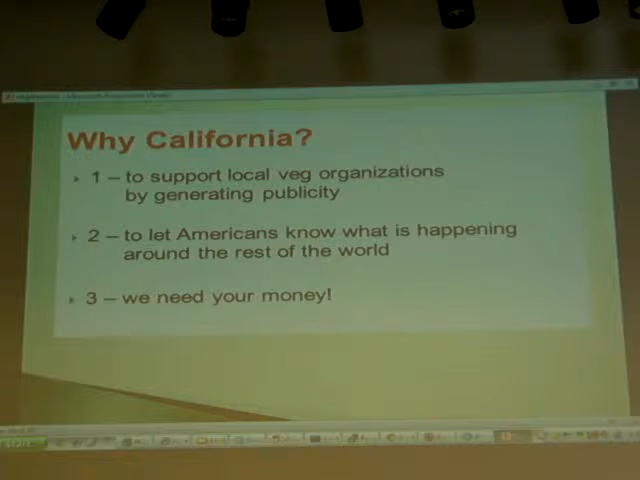 Why California?
1 – to support local veg organizations
by generating publicity
2 – to let Americans know what is happening
around the rest of the world
3 – we need your money!